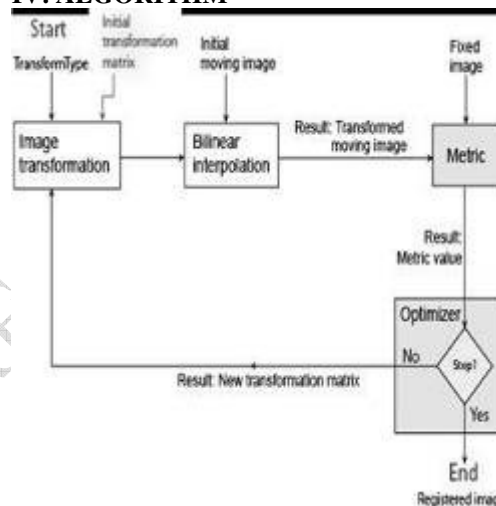 IV. ALGORITHM
Start
TransformType
Initial
transformation
matrix
Initial
moving image
Fixed
image
Image
transformation
Bilinear
interpolation
Result: Transformed
moving image
Metric
Result:
Metric value
Optimizer
No
Stop?
Yes
Result: New transformation matrix
End
Registered imag